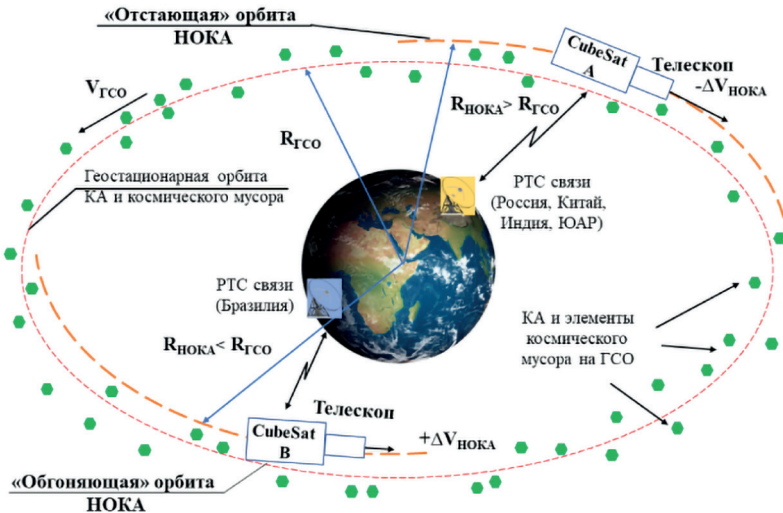 «Отстающая» орбита
НОКА
CubeSat
A
Телескоп
-ΔVНОКА
VГСО
RНОКА> RГСО
RГСО
Геостационарная орбита
КА и космического мусора
РТС связи
(Россия, Китай,
Индия, ЮАР)
РТС связи
(Бразилия)
RНОКА< RГСО
КА и элементы
космического
мусора на ГСО
Телескоп
CubeSat
B
+ΔVНОКА
«Обгоняющая» орбита
НОКА